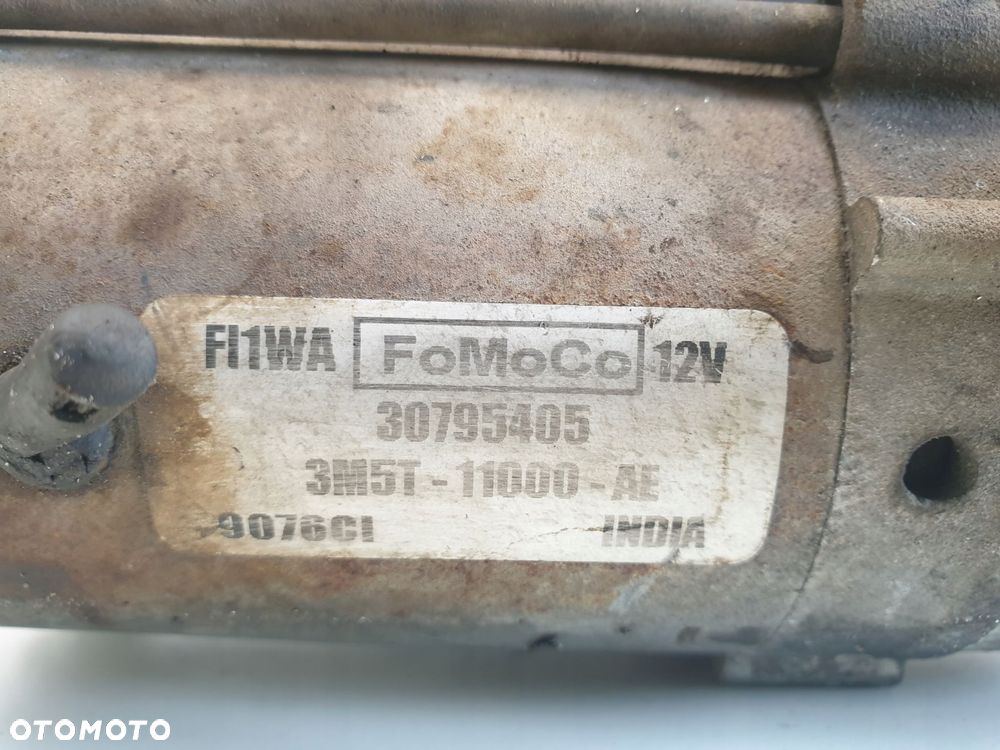 FI1WA FoMoCo 12V
30795405
3M5T - 11000 - AE
9076CI INDIA
OTOMOTO